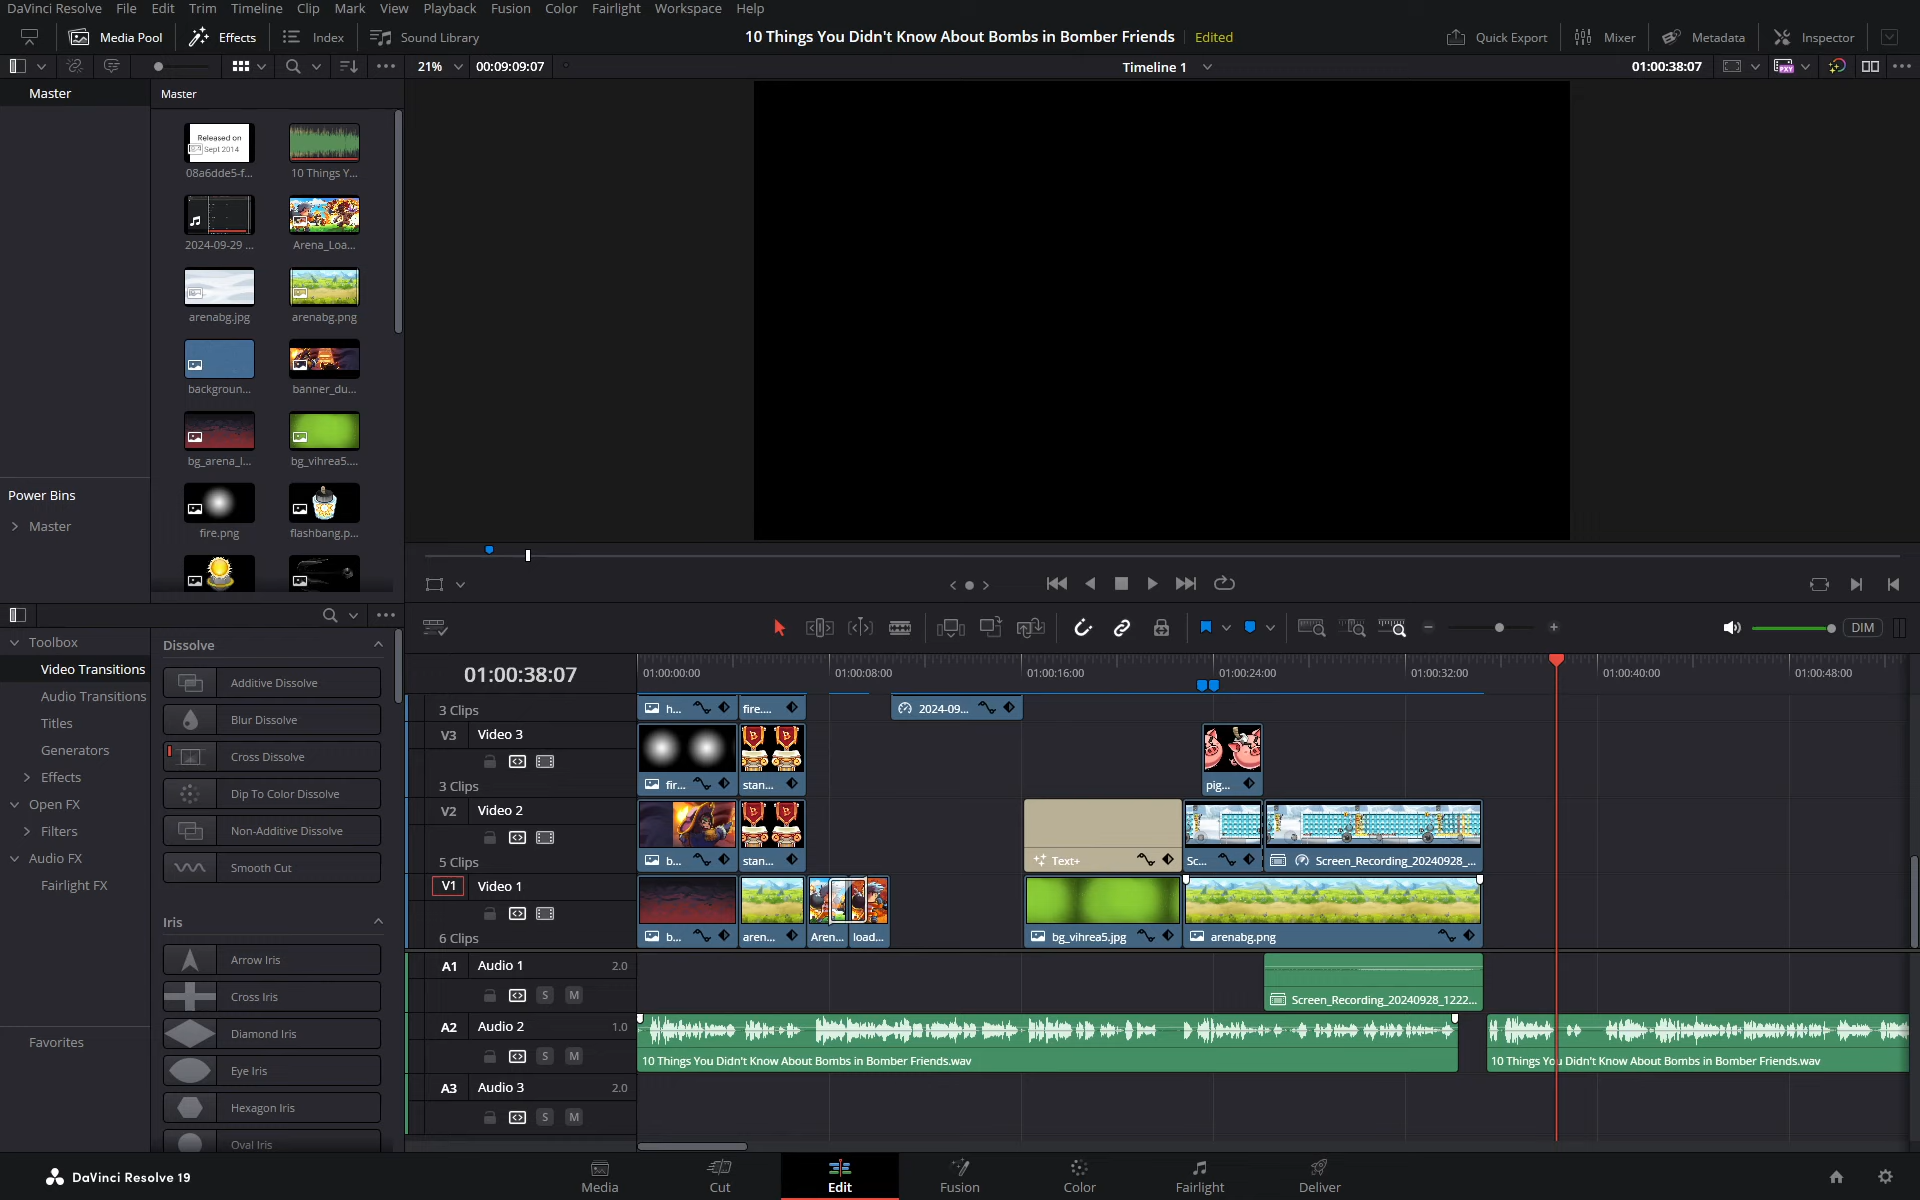 DaVinci Resolve File Edit Trim Timeline Clip Mark View Playback Fusion Color Fairlight Workspace Help
Media Pool Effects Index Sound Library 10 Things You Didn't Know About Bombs in Bomber Friends Edited Quick Export Mixer Metadata Inspector
21% 00:09:09:07 Timeline 1 01:00:38:07
Master Master
Released on
Sept 2014
08a6dde5-f... 10 Things Y...
2024-09-29 ... Arena_Loa...
arenabg.jpg arenabg.png
backgroun... banner_du...
bg_arena_l... bg_vihrea5....
Power Bins
Master
fire.png flashbang.p...
Toolbox
Video Transitions
Audio Transitions
Titles
Generators
Effects
Open FX
Filters
Audio FX
Fairlight FX
Favorites
Dissolve
Additive Dissolve
Blur Dissolve
Cross Dissolve
Dip To Color Dissolve
Non-Additive Dissolve
Smooth Cut
Iris
Arrow Iris
Cross Iris
Diamond Iris
Eye Iris
Hexagon Iris
Oval Iris
DIM
01:00:38:07 01:00:00:00 01:00:08:00 01:00:16:00 01:00:24:00 01:00:32:00 01:00:40:00 01:00:48:00
3 Clips h... fire.... 2024-09...
V3 Video 3
3 Clips fir... stan... pig...
V2 Video 2
5 Clips b... stan... Text+ Sc... Screen_Recording_20240928_...
V1 Video 1
6 Clips b... aren... Aren... load... bg_vihrea5.jpg arenabg.png
A1 Audio 1 2.0
S M Screen_Recording_20240928_1222...
A2 Audio 2 1.0
S M 10 Things You Didn't Know About Bombs in Bomber Friends.wav 10 Things You Didn't Know About Bombs in Bomber Friends.wav
A3 Audio 3 2.0
S M
DaVinci Resolve 19 Media Cut Edit Fusion Color Fairlight Deliver